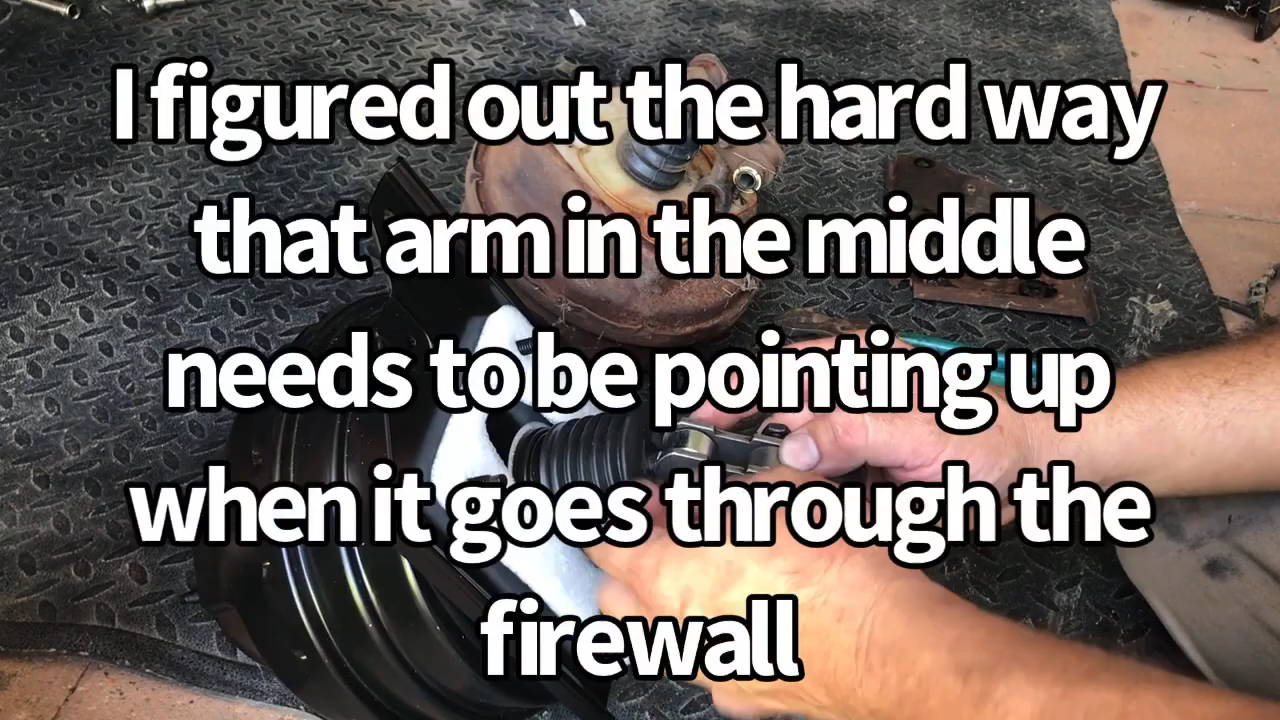 I figured out the hard way
that arm in the middle
needs to be pointing up
when it goes through the
firewall